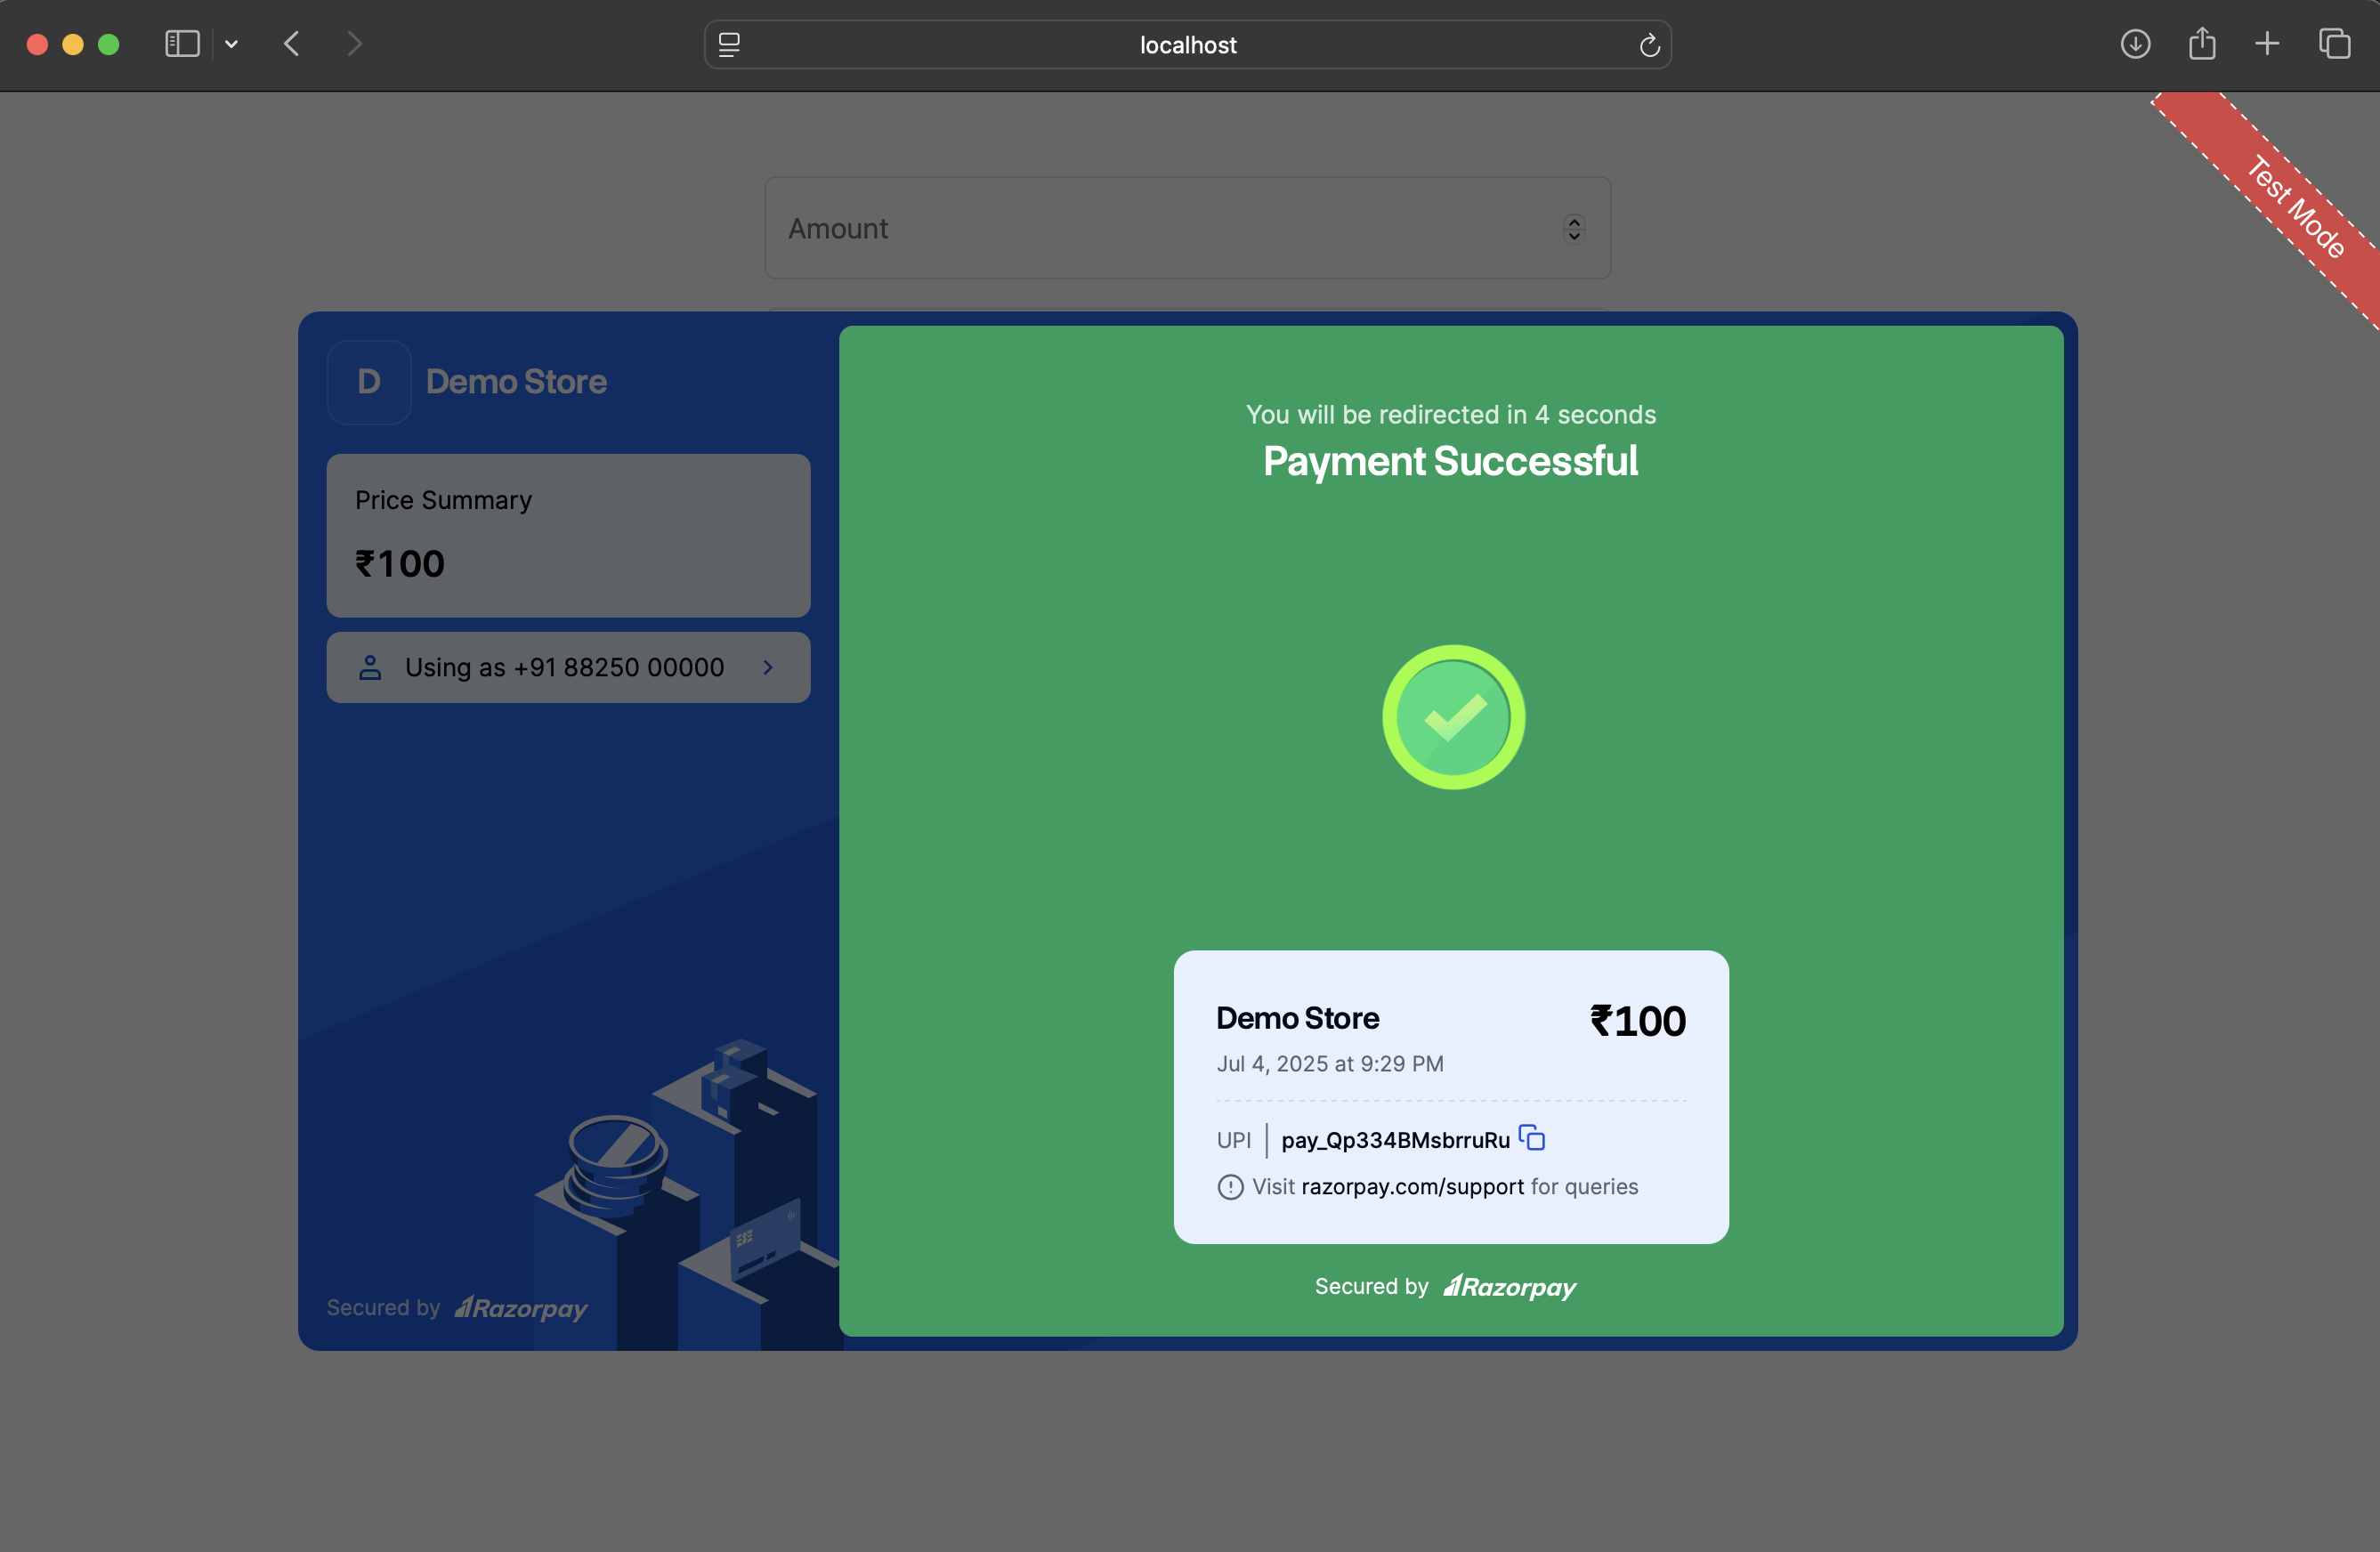 localhost
Test Mode
Amount
D
Demo Store
Price Summary
₹100
Using as +91 88250 00000
Secured by Razorpay
You will be redirected in 4 seconds
Payment Successful
Demo Store
₹100
Jul 4, 2025 at 9:29 PM
UPI
pay_Qp334BMsbrruRu
Visit razorpay.com/support for queries
Secured by Razorpay